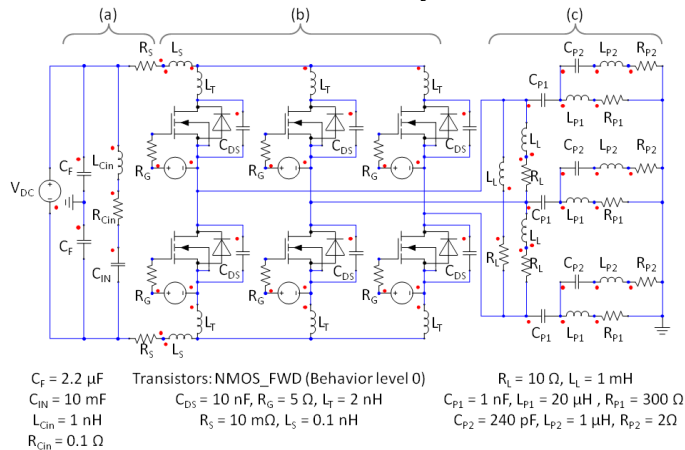 (a) (b) (c)
R_S L_S
C_P2 L_P2 R_P2
L_T L_T L_T
C_P1
L_P1 R_P1
C_DS C_DS C_DS
R_G R_G R_G
L_L L_L
C_F L_Cin
C_P2 L_P2 R_P2
V_DC
R_L
R_Cin
C_P1 L_P1 R_P1
C_F
L_L
C_IN
R_L R_L
C_DS C_DS C_DS
R_G R_G R_G
C_P2 L_P2 R_P2
L_T L_T L_T
C_P1 L_P1 R_P1
R_S L_S
C_F = 2.2 µF
C_IN = 10 mF
L_Cin = 1 nH
R_Cin = 0.1 Ω
Transistors: NMOS_FWD (Behavior level 0)
C_DS = 10 nF, R_G = 5 Ω, L_T = 2 nH
R_S = 10 mΩ, L_S = 0.1 nH
R_L = 10 Ω, L_L = 1 mH
C_P1 = 1 nF, L_P1 = 20 µH , R_P1 = 300 Ω
C_P2 = 240 pF, L_P2 = 1 µH, R_P2 = 2Ω